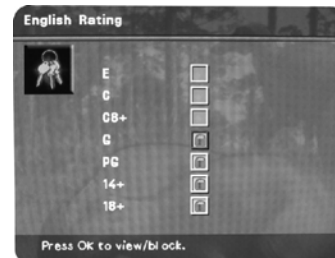 English Rating
E
C
C8+
G
PG
14+
18+
Press OK to view/block.